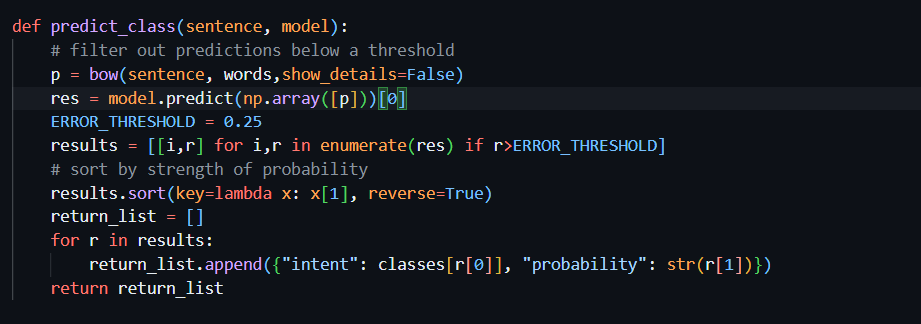 def predict_class(sentence, model):
    # filter out predictions below a threshold
    p = bow(sentence, words,show_details=False)
    res = model.predict(np.array([p]))[0]
    ERROR_THRESHOLD = 0.25
    results = [[i,r] for i,r in enumerate(res) if r>ERROR_THRESHOLD]
    # sort by strength of probability
    results.sort(key=lambda x: x[1], reverse=True)
    return_list = []
    for r in results:
        return_list.append({"intent": classes[r[0]], "probability": str(r[1])})
    return return_list